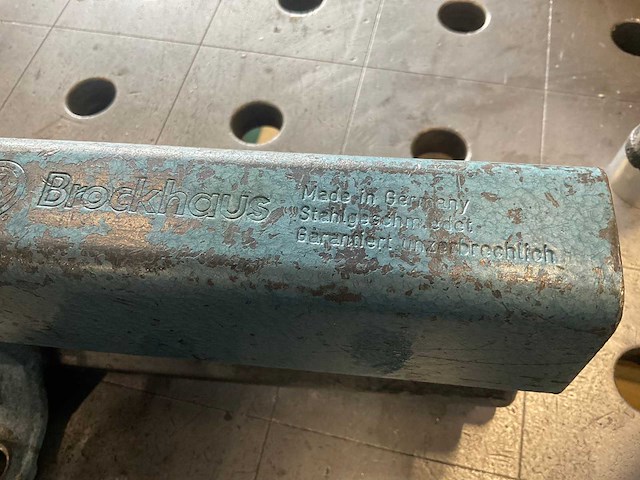 Brockhaus
Made in Germany
Stahlgeschmiedet
Garantiert unzerbrechlich